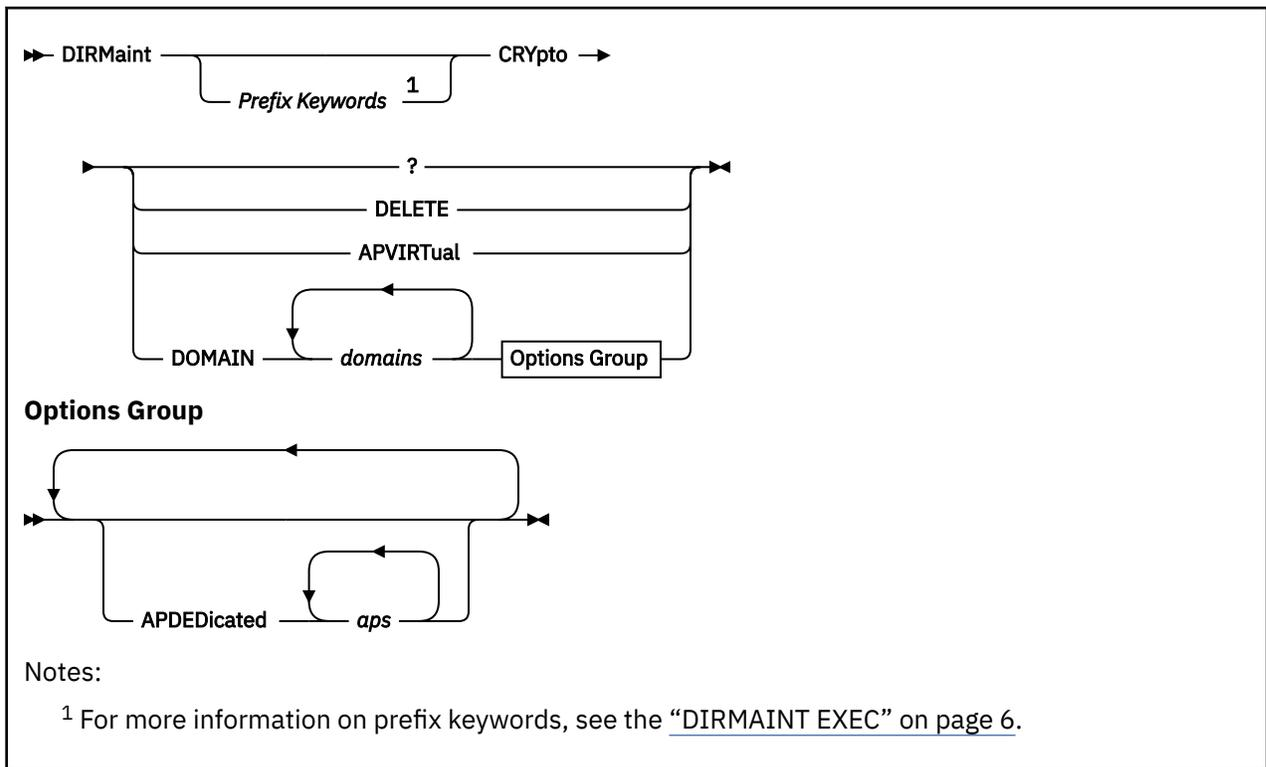 DIRMaint CRYpto
Prefix Keywords 1
?
DELETE
APVIRTual
DOMAIN domains Options Group
Options Group
APDEDicated aps
Notes:
1 For more information on prefix keywords, see the “DIRMAINT EXEC” on page 6.